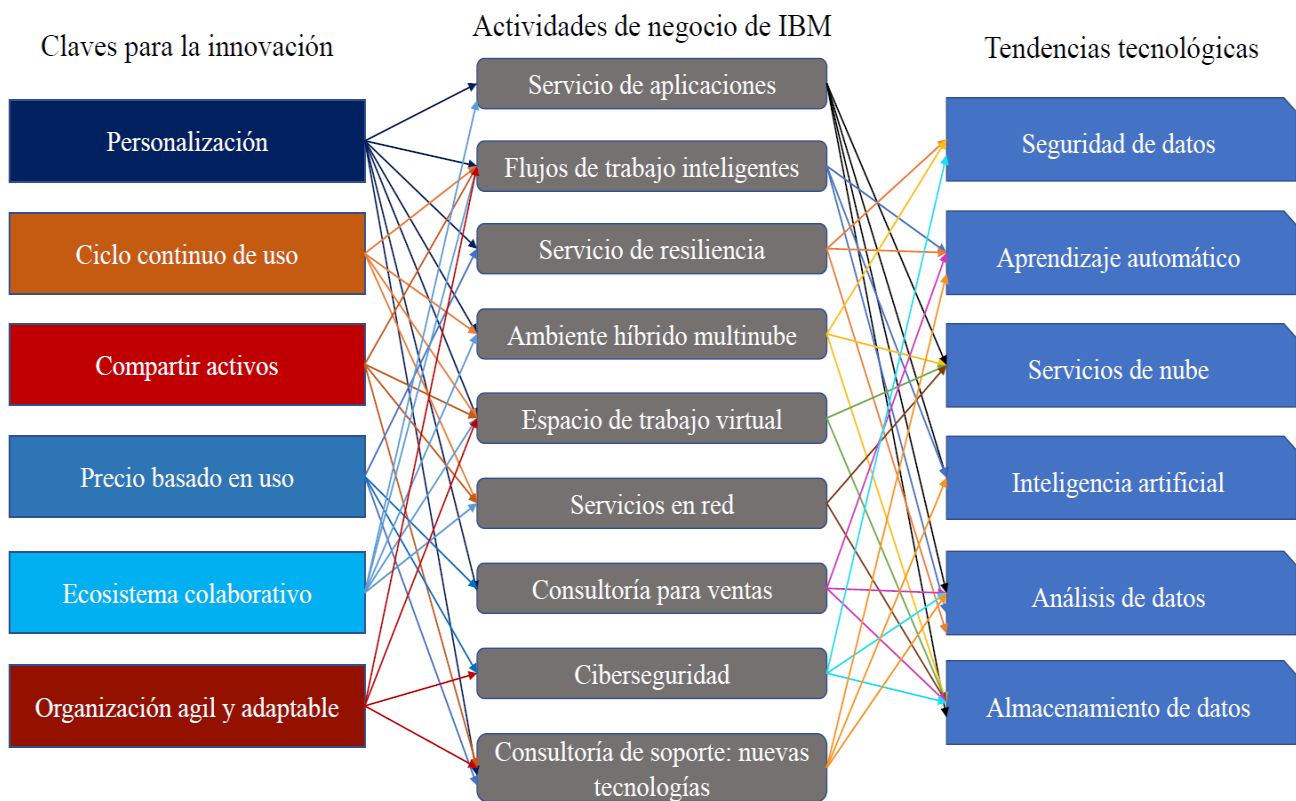 Claves para la innovación
Personalización
Ciclo continuo de uso
Compartir activos
Precio basado en uso
Ecosistema colaborativo
Organización agil y adaptable
Actividades de negocio de IBM
Servicio de aplicaciones
Flujos de trabajo inteligentes
Servicio de resiliencia
Ambiente híbrido multinube
Espacio de trabajo virtual
Servicios en red
Consultoría para ventas
Ciberseguridad
Consultoría de soporte: nuevas
tecnologías
Tendencias tecnológicas
Seguridad de datos
Aprendizaje automático
Servicios de nube
Inteligencia artificial
Análisis de datos
Almacenamiento de datos